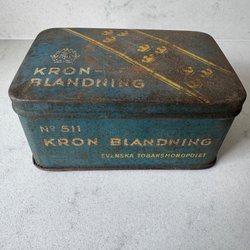 KRON-
BLANDNING
No 511
KRON BLANDNING
SVENSKA TOBAKSMONOPOLET